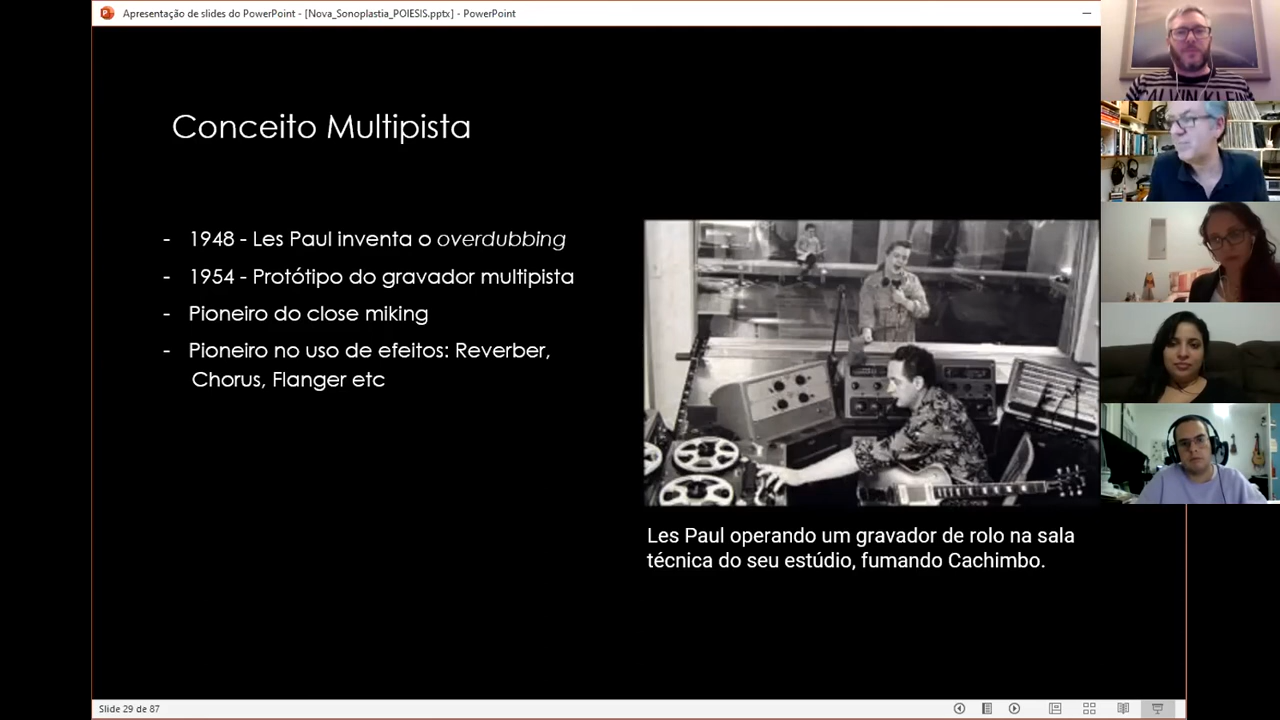 Apresentação de slides do PowerPoint - [Nova_Sonoplastia_POIESIS.pptx] - PowerPoint
Conceito Multipista
- 1948 - Les Paul inventa o overdubbing
- 1954 - Protótipo do gravador multipista
- Pioneiro do close miking
- Pioneiro no uso de efeitos: Reverber,
Chorus, Flanger etc
Les Paul operando um gravador de rolo na sala
técnica do seu estúdio, fumando Cachimbo.
CALVIN KLEIN
Slide 29 de 87